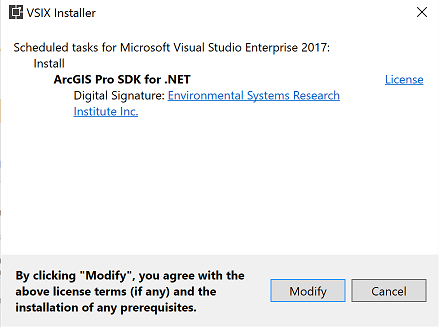 VSIX Installer
Scheduled tasks for Microsoft Visual Studio Enterprise 2017:
Install
ArcGIS Pro SDK for .NET License
Digital Signature: Environmental Systems Research
Institute Inc.
By clicking "Modify", you agree with the
above license terms (if any) and the
installation of any prerequisites.
Modify Cancel